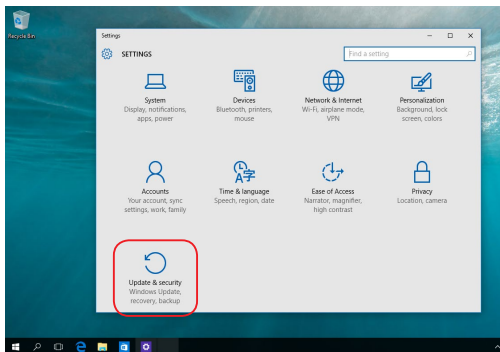 Recycle Bin
Settings
SETTINGS
Find a setting
System
Display, notifications,
apps, power
Devices
Bluetooth, printers,
mouse
Network & Internet
Wi-Fi, airplane mode,
VPN
Personalization
Background, lock
screen, colors
Accounts
Your account, sync
settings, work, family
Time & language
Speech, region, date
Ease of Access
Narrator, magnifier,
high contrast
Privacy
Location, camera
Update & security
Windows Update,
recovery, backup